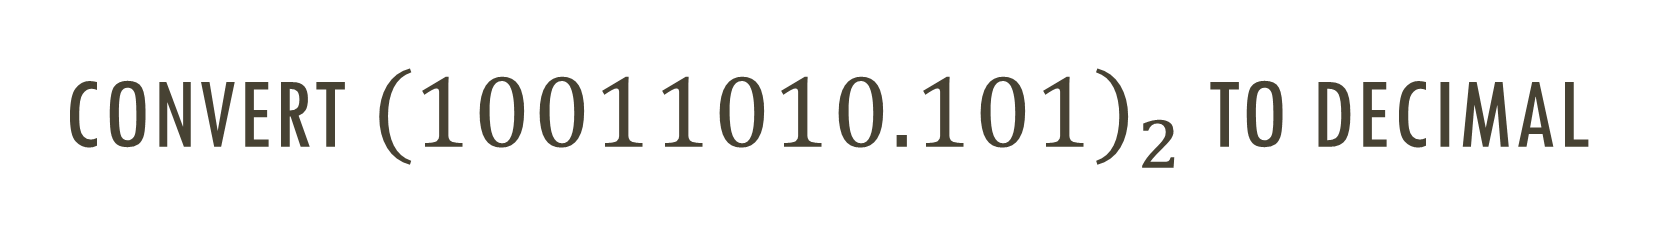 CONVERT (10011010.101)₂ TO DECIMAL